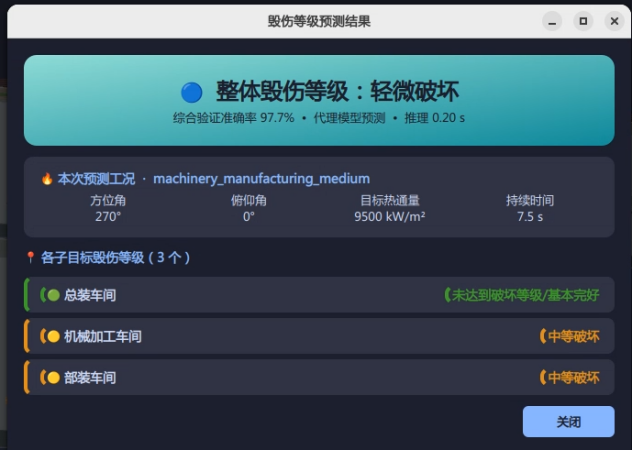 毁伤等级预测结果
整体毁伤等级：轻微破坏
综合验证准确率 97.7% • 代理模型预测 • 推理 0.20 s
本次预测工况 · machinery_manufacturing_medium
方位角 俯仰角 目标热通量 持续时间
270° 0° 9500 kW/m² 7.5 s
各子目标毁伤等级（3 个）
总装车间 未达到破坏等级/基本完好
机械加工车间 中等破坏
部装车间 中等破坏
关闭